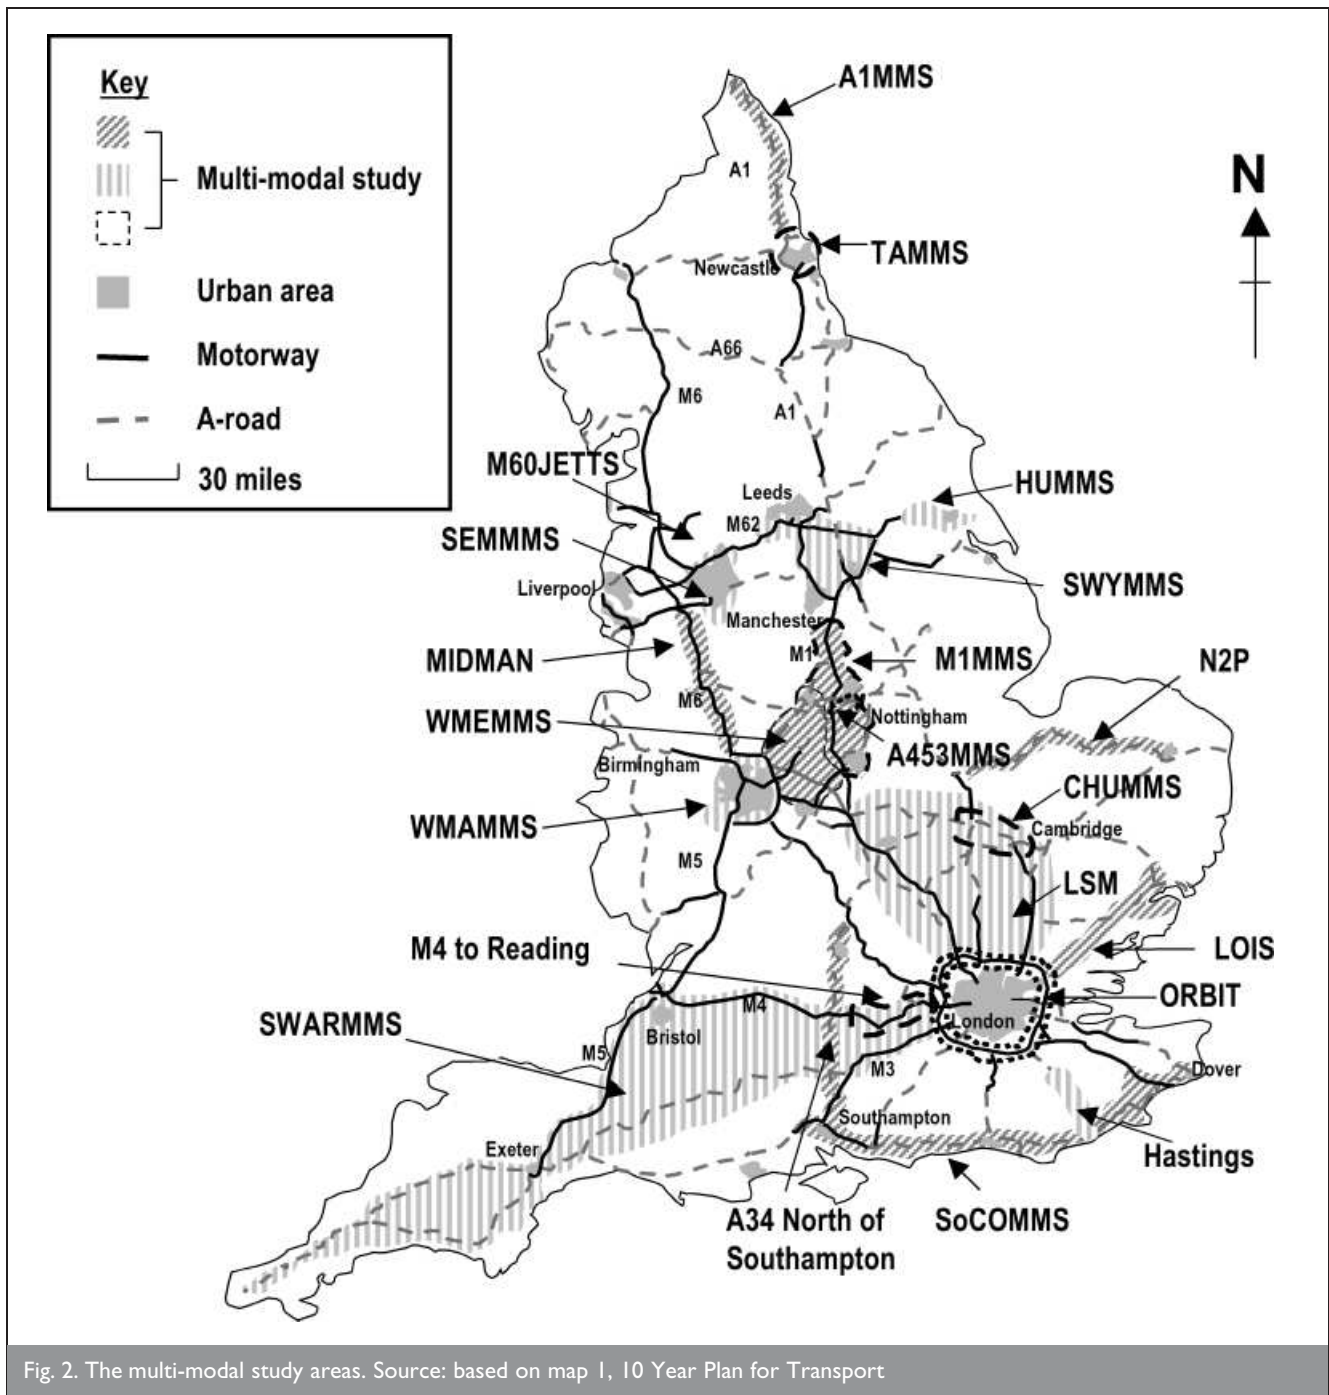 Key
Multi-modal study
Urban area
Motorway
A-road
30 miles
N
A1MMS
A1
TAMMS
Newcastle
A66
M6
A1
M60JETTS
Leeds
HUMMS
M62
SEMMMS
Liverpool
SWYMMS
Manchester
MIDMAN
M1
M1MMS
N2P
M6
WMEMMS
Nottingham
A453MMS
Birmingham
CHUMMS
WMAMMS
Cambridge
M5
LSM
M4 to Reading
LOIS
ORBIT
M4
SWARMMS
London
Bristol
M5
M3
Dover
Southampton
Exeter
Hastings
A34 North of
Southampton
SoCOMMS
Fig. 2. The multi-modal study areas. Source: based on map 1, 10 Year Plan for Transport